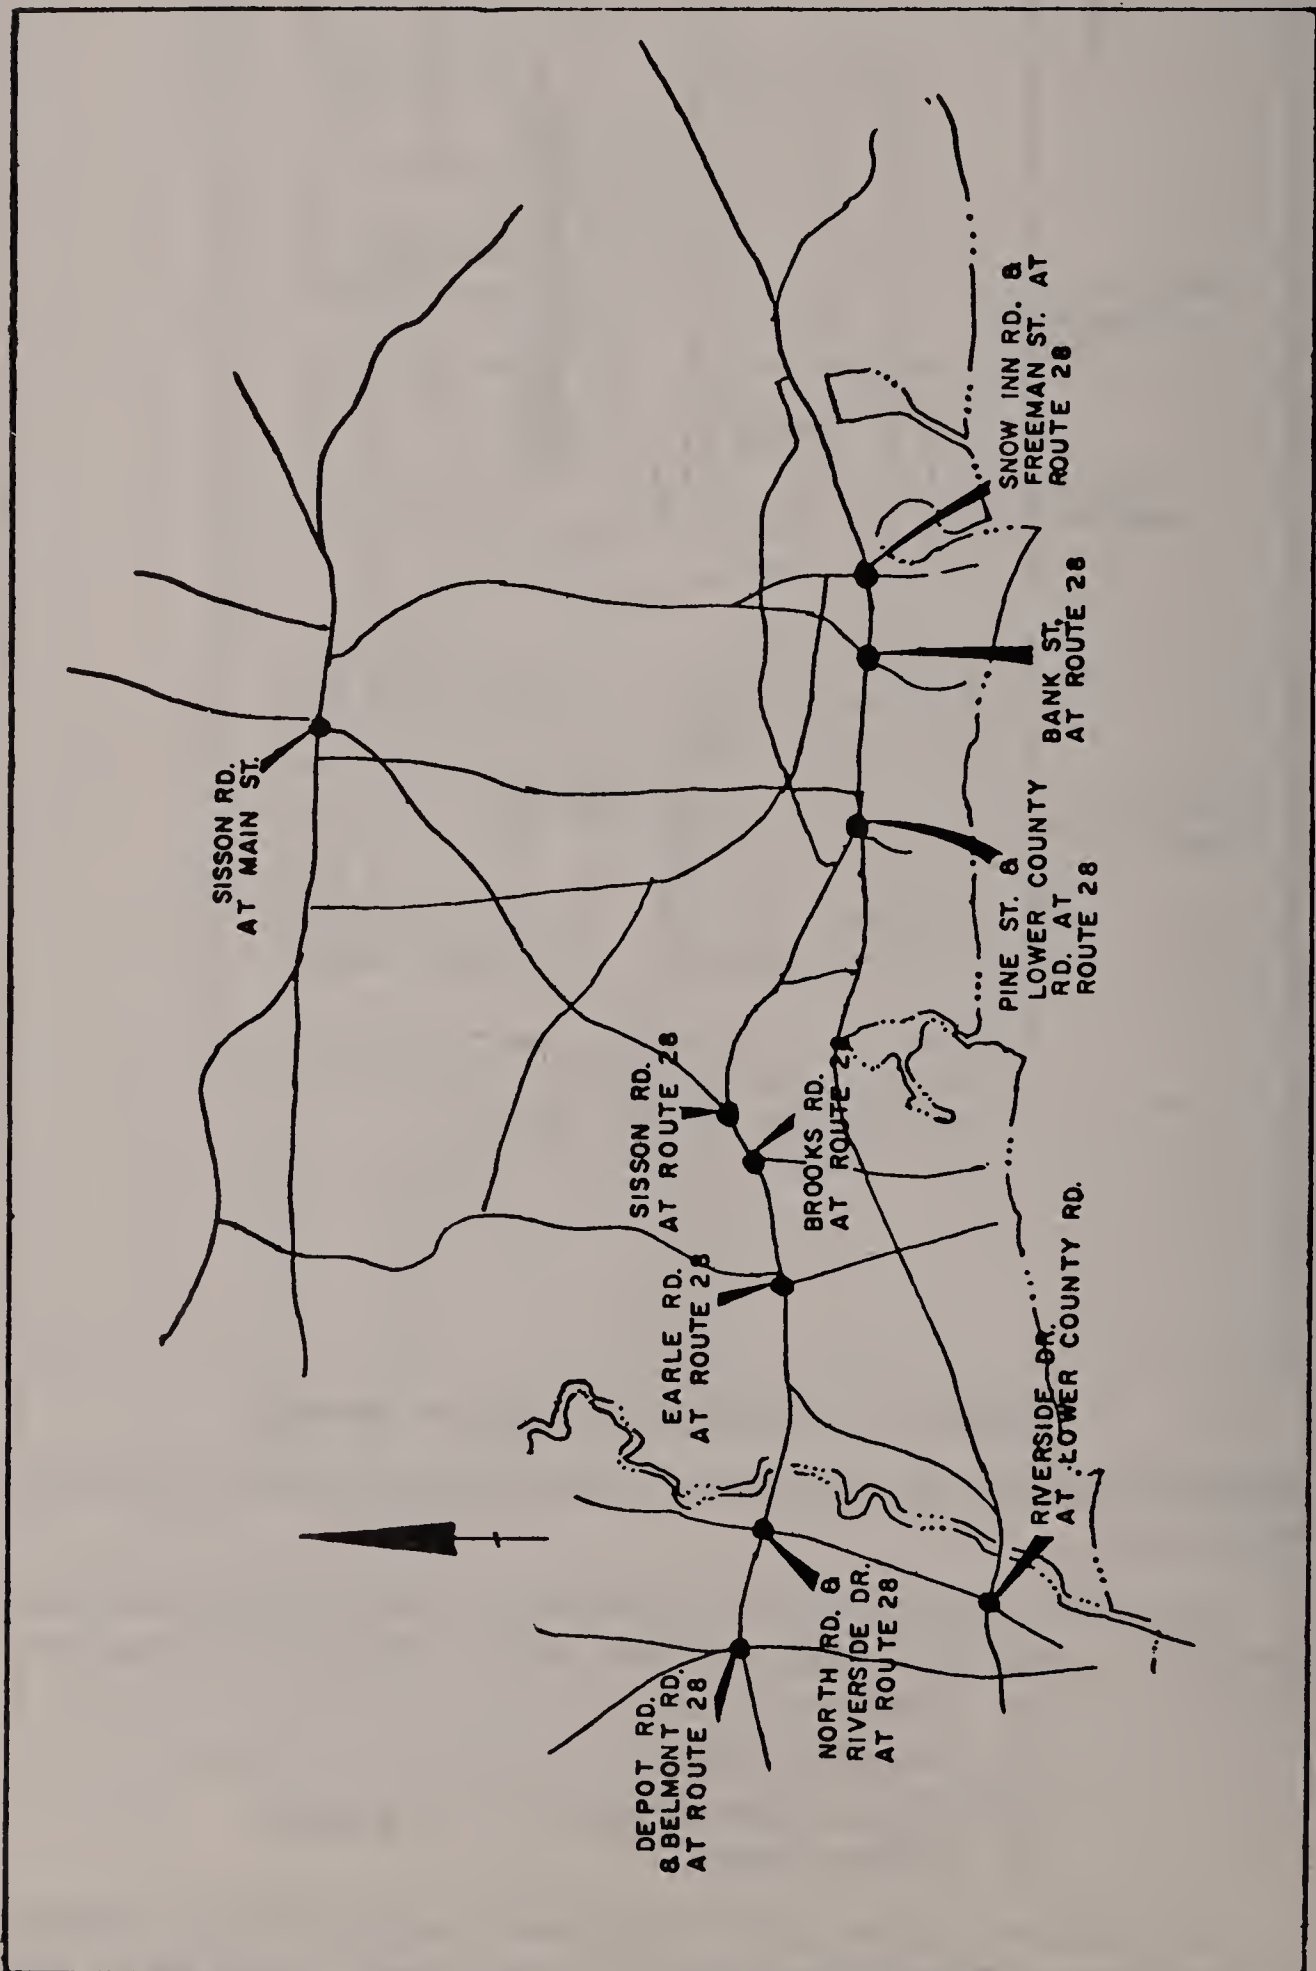 SISSON RD.
AT MAIN ST.
DEPOT RD.
& BELMONT RD.
AT ROUTE 28
NORTH RD. &
RIVERSIDE DR.
AT ROUTE 28
EARLE RD.
AT ROUTE 28
SISSON RD.
AT ROUTE 28
BROOKS RD.
AT ROUTE 28
RIVERSIDE DR.
AT LOWER COUNTY RD.
PINE ST. &
LOWER COUNTY
RD. AT
ROUTE 28
BANK ST.
AT ROUTE 28
SNOW INN RD. &
FREEMAN ST. AT
ROUTE 28